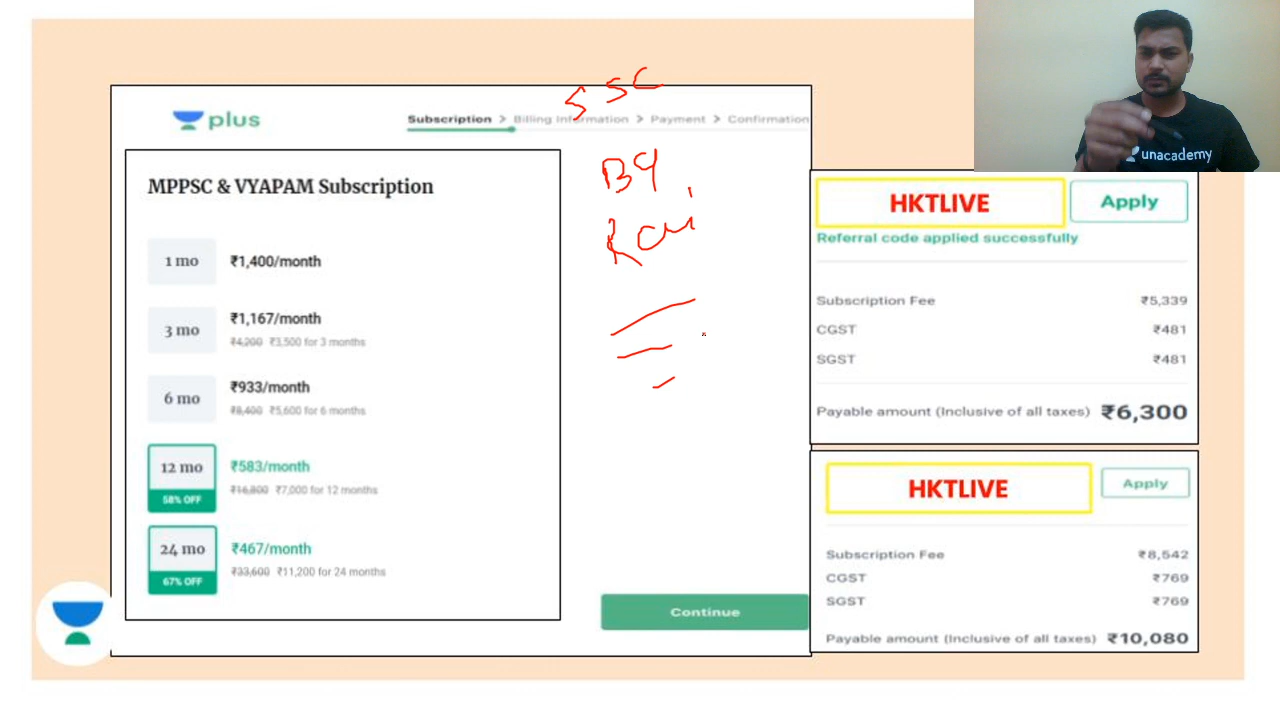 plus
Subscription > Billing Information > Payment > Confirmation
MPPSC & VYAPAM Subscription
1 mo ₹1,400/month
3 mo ₹1,167/month
₹4,200 ₹3,500 for 3 months
6 mo ₹933/month
₹8,400 ₹5,600 for 6 months
12 mo ₹583/month
58% OFF ₹16,800 ₹7,000 for 12 months
24 mo ₹467/month
67% OFF ₹33,600 ₹11,200 for 24 months
SSC
By
Ravi
Continue
unacademy
HKTLIVE Apply
Referral code applied successfully
Subscription Fee ₹5,339
CGST ₹481
SGST ₹481
Payable amount (Inclusive of all taxes) ₹6,300
HKTLIVE Apply
Subscription Fee ₹8,542
CGST ₹769
SGST ₹769
Payable amount (Inclusive of all taxes) ₹10,080